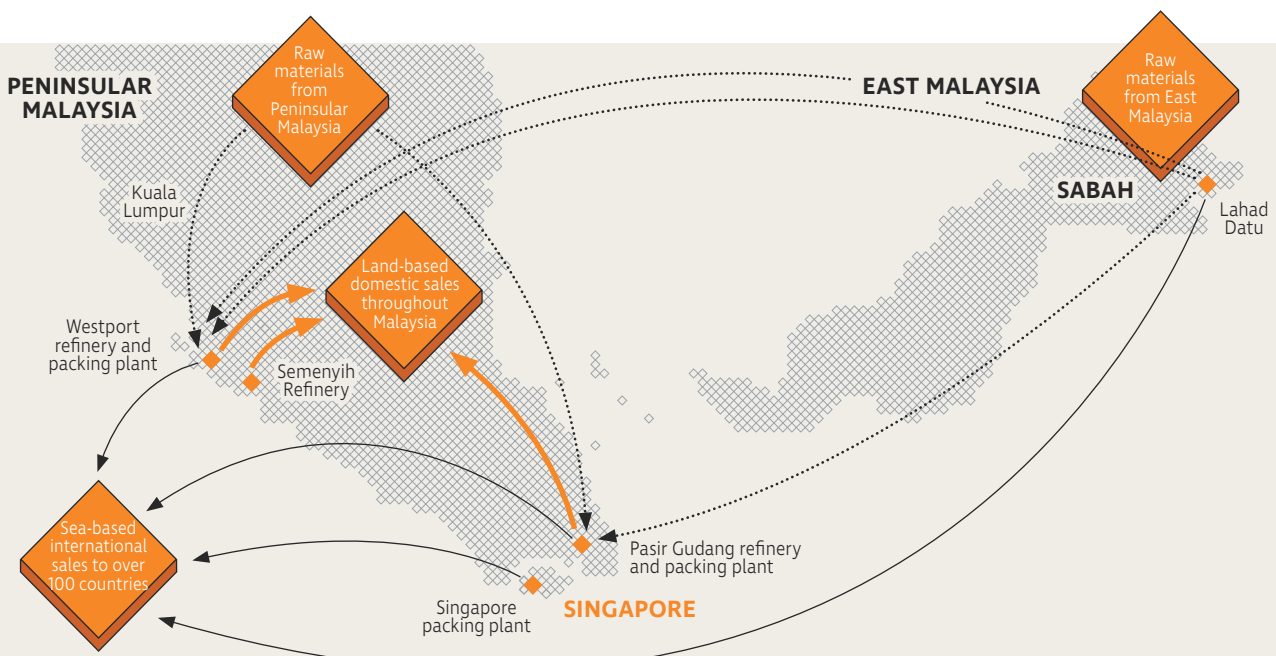 PENINSULAR
MALAYSIA
Raw
materials
from
Peninsular
Malaysia
EAST MALAYSIA
Raw
materials
from East
Malaysia
SABAH
Lahad
Datu
Kuala
Lumpur
Land-based
domestic sales
throughout
Malaysia
Westport
refinery and
packing plant
Semenyih
Refinery
Sea-based
international
sales to over
100 countries
Pasir Gudang refinery
and packing plant
Singapore
packing plant
SINGAPORE